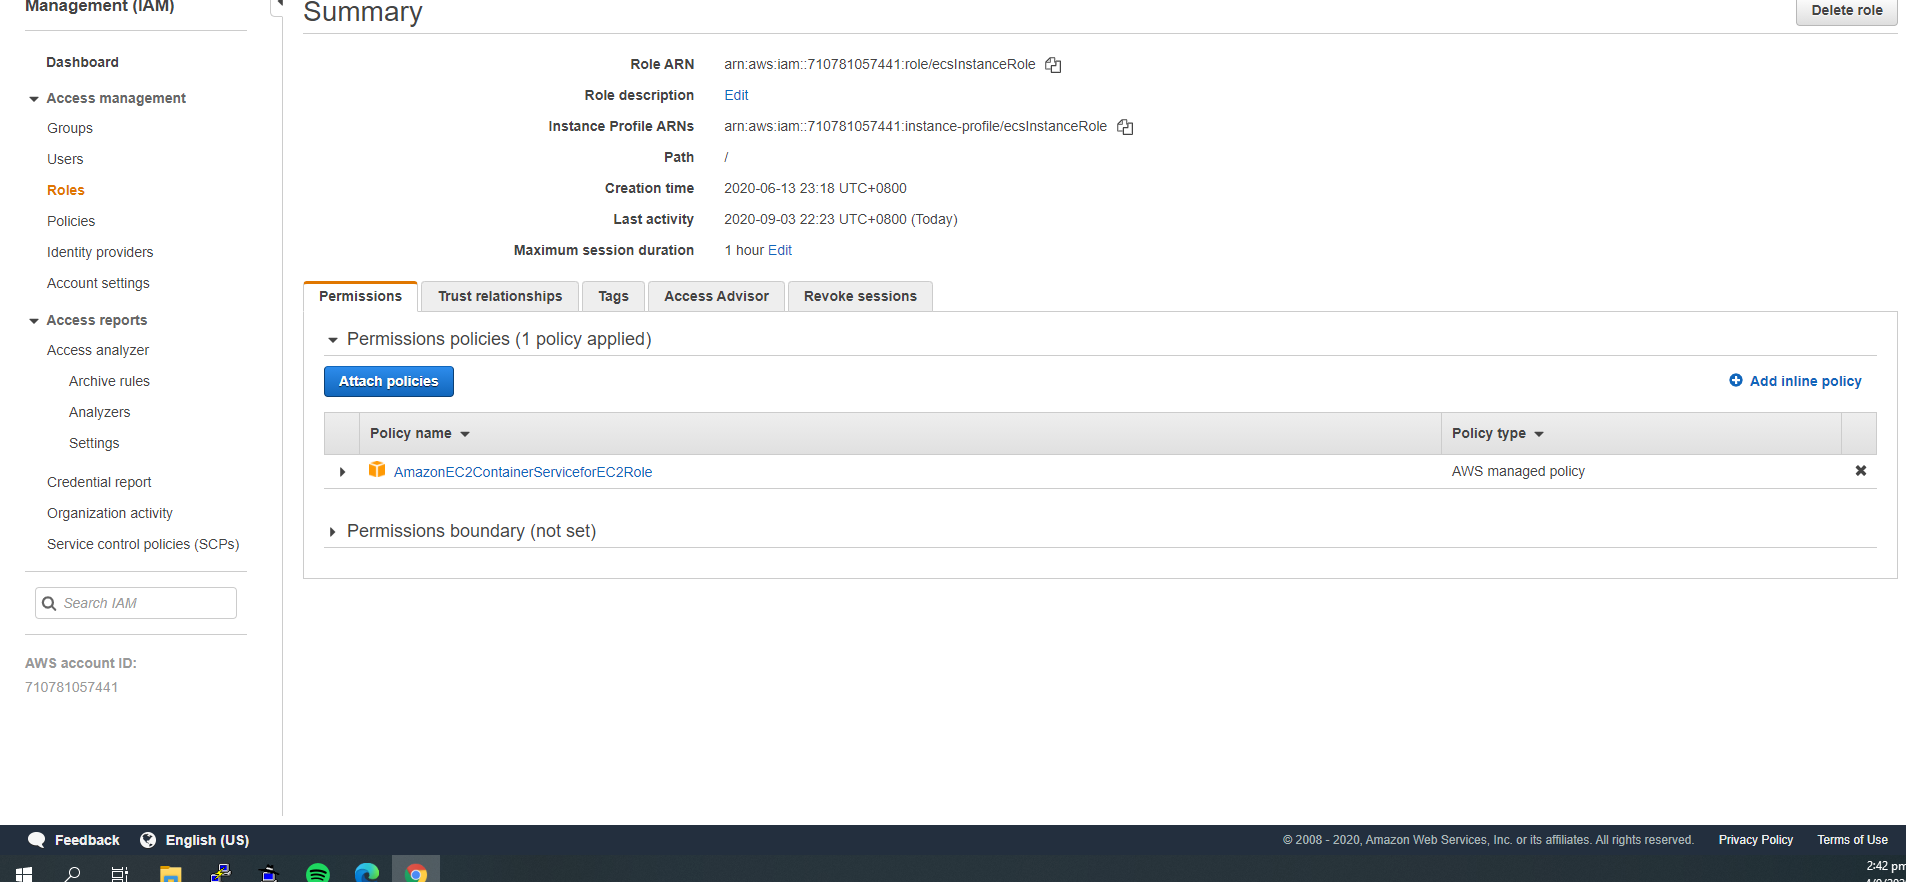 Management (IAM)
Dashboard
Access management
Groups
Users
Roles
Policies
Identity providers
Account settings
Access reports
Access analyzer
Archive rules
Analyzers
Settings
Credential report
Organization activity
Service control policies (SCPs)
Search IAM
AWS account ID:
710781057441
Summary
Delete role
Role ARN arn:aws:iam::710781057441:role/ecsInstanceRole
Role description Edit
Instance Profile ARNs arn:aws:iam::710781057441:instance-profile/ecsInstanceRole
Path /
Creation time 2020-06-13 23:18 UTC+0800
Last activity 2020-09-03 22:23 UTC+0800 (Today)
Maximum session duration 1 hour Edit
Permissions Trust relationships Tags Access Advisor Revoke sessions
Permissions policies (1 policy applied)
Attach policies Add inline policy
Policy name Policy type
AmazonEC2ContainerServiceforEC2Role AWS managed policy
Permissions boundary (not set)
Feedback English (US) © 2008 - 2020, Amazon Web Services, Inc. or its affiliates. All rights reserved. Privacy Policy Terms of Use
2:42 pm